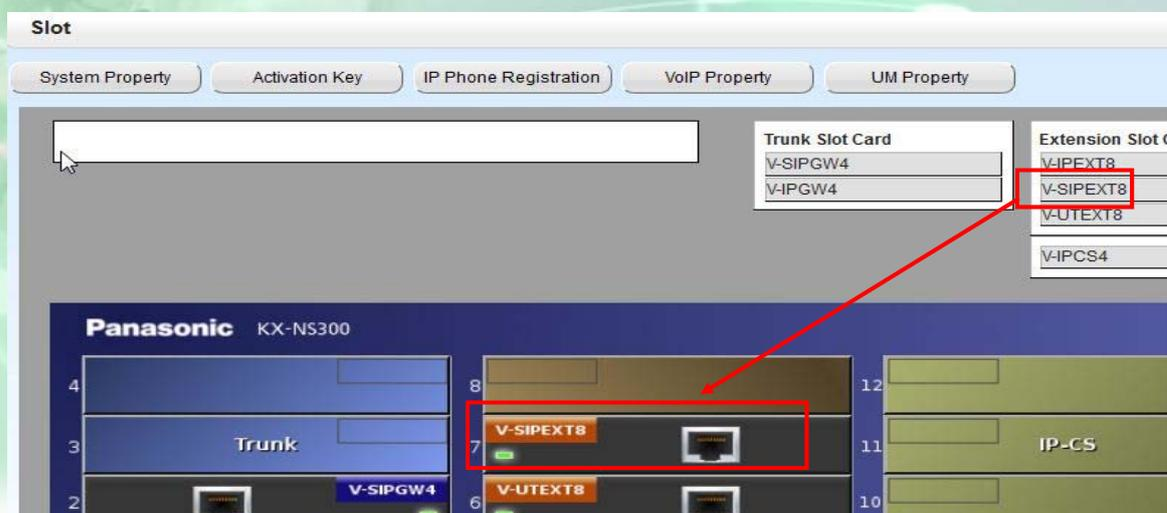 Slot
System Property
Activation Key
IP Phone Registration
VoIP Property
UM Property
Trunk Slot Card
V-SIPGW4
V-IPGW4
Extension Slot
V-IPEXT8
V-SIPEXT8
V-UTEXT8
V-IPCS4
Panasonic KX-NS300
4
8
12
3
Trunk
7
V-SIPEXT8
11
IP-CS
2
V-SIPGW4
6
V-UTEXT8
10